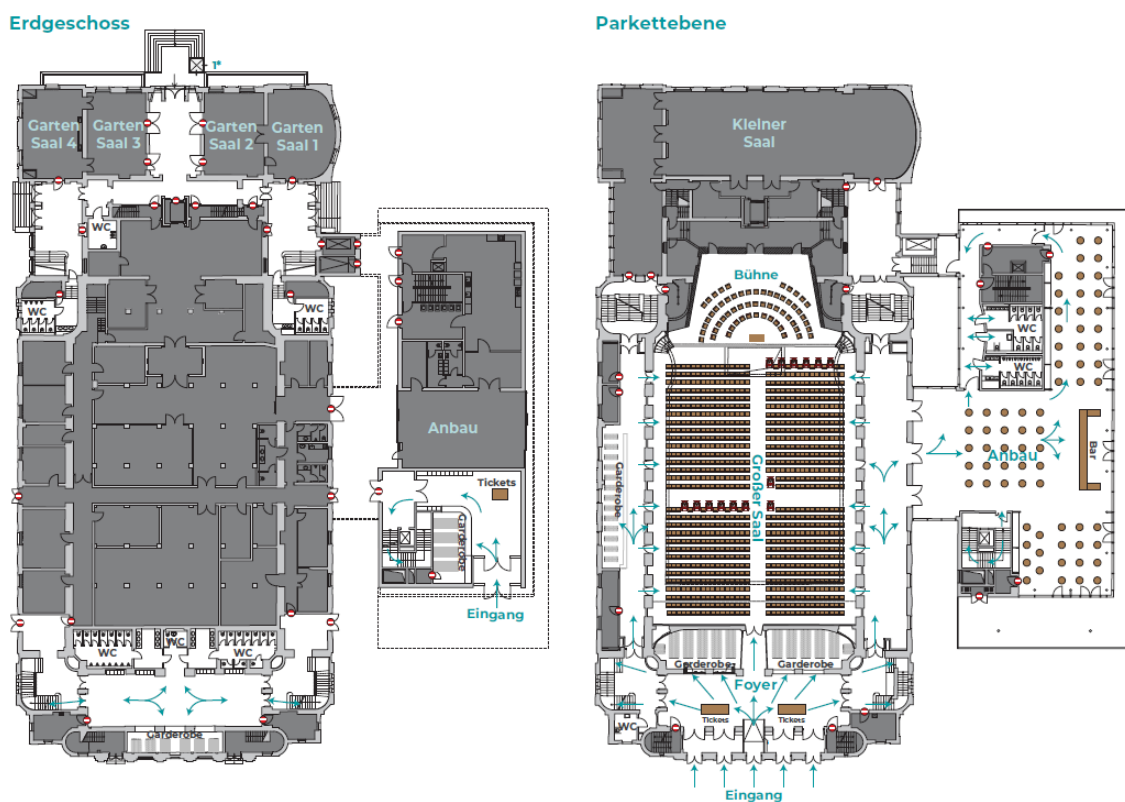 Erdgeschoss
Parkettebene
1*
Garten
Saal 4
Garten
Saal 3
Garten
Saal 2
Garten
Saal 1
WC
WC
WC
Anbau
Tickets
Garderobe
Eingang
WC
WC
WC
Garderobe
Kleiner
Saal
Bühne
WC
WC
Garderobe
Großer Saal
Anbau
Bar
Garderobe
Garderobe
Foyer
Tickets
Tickets
WC
Eingang